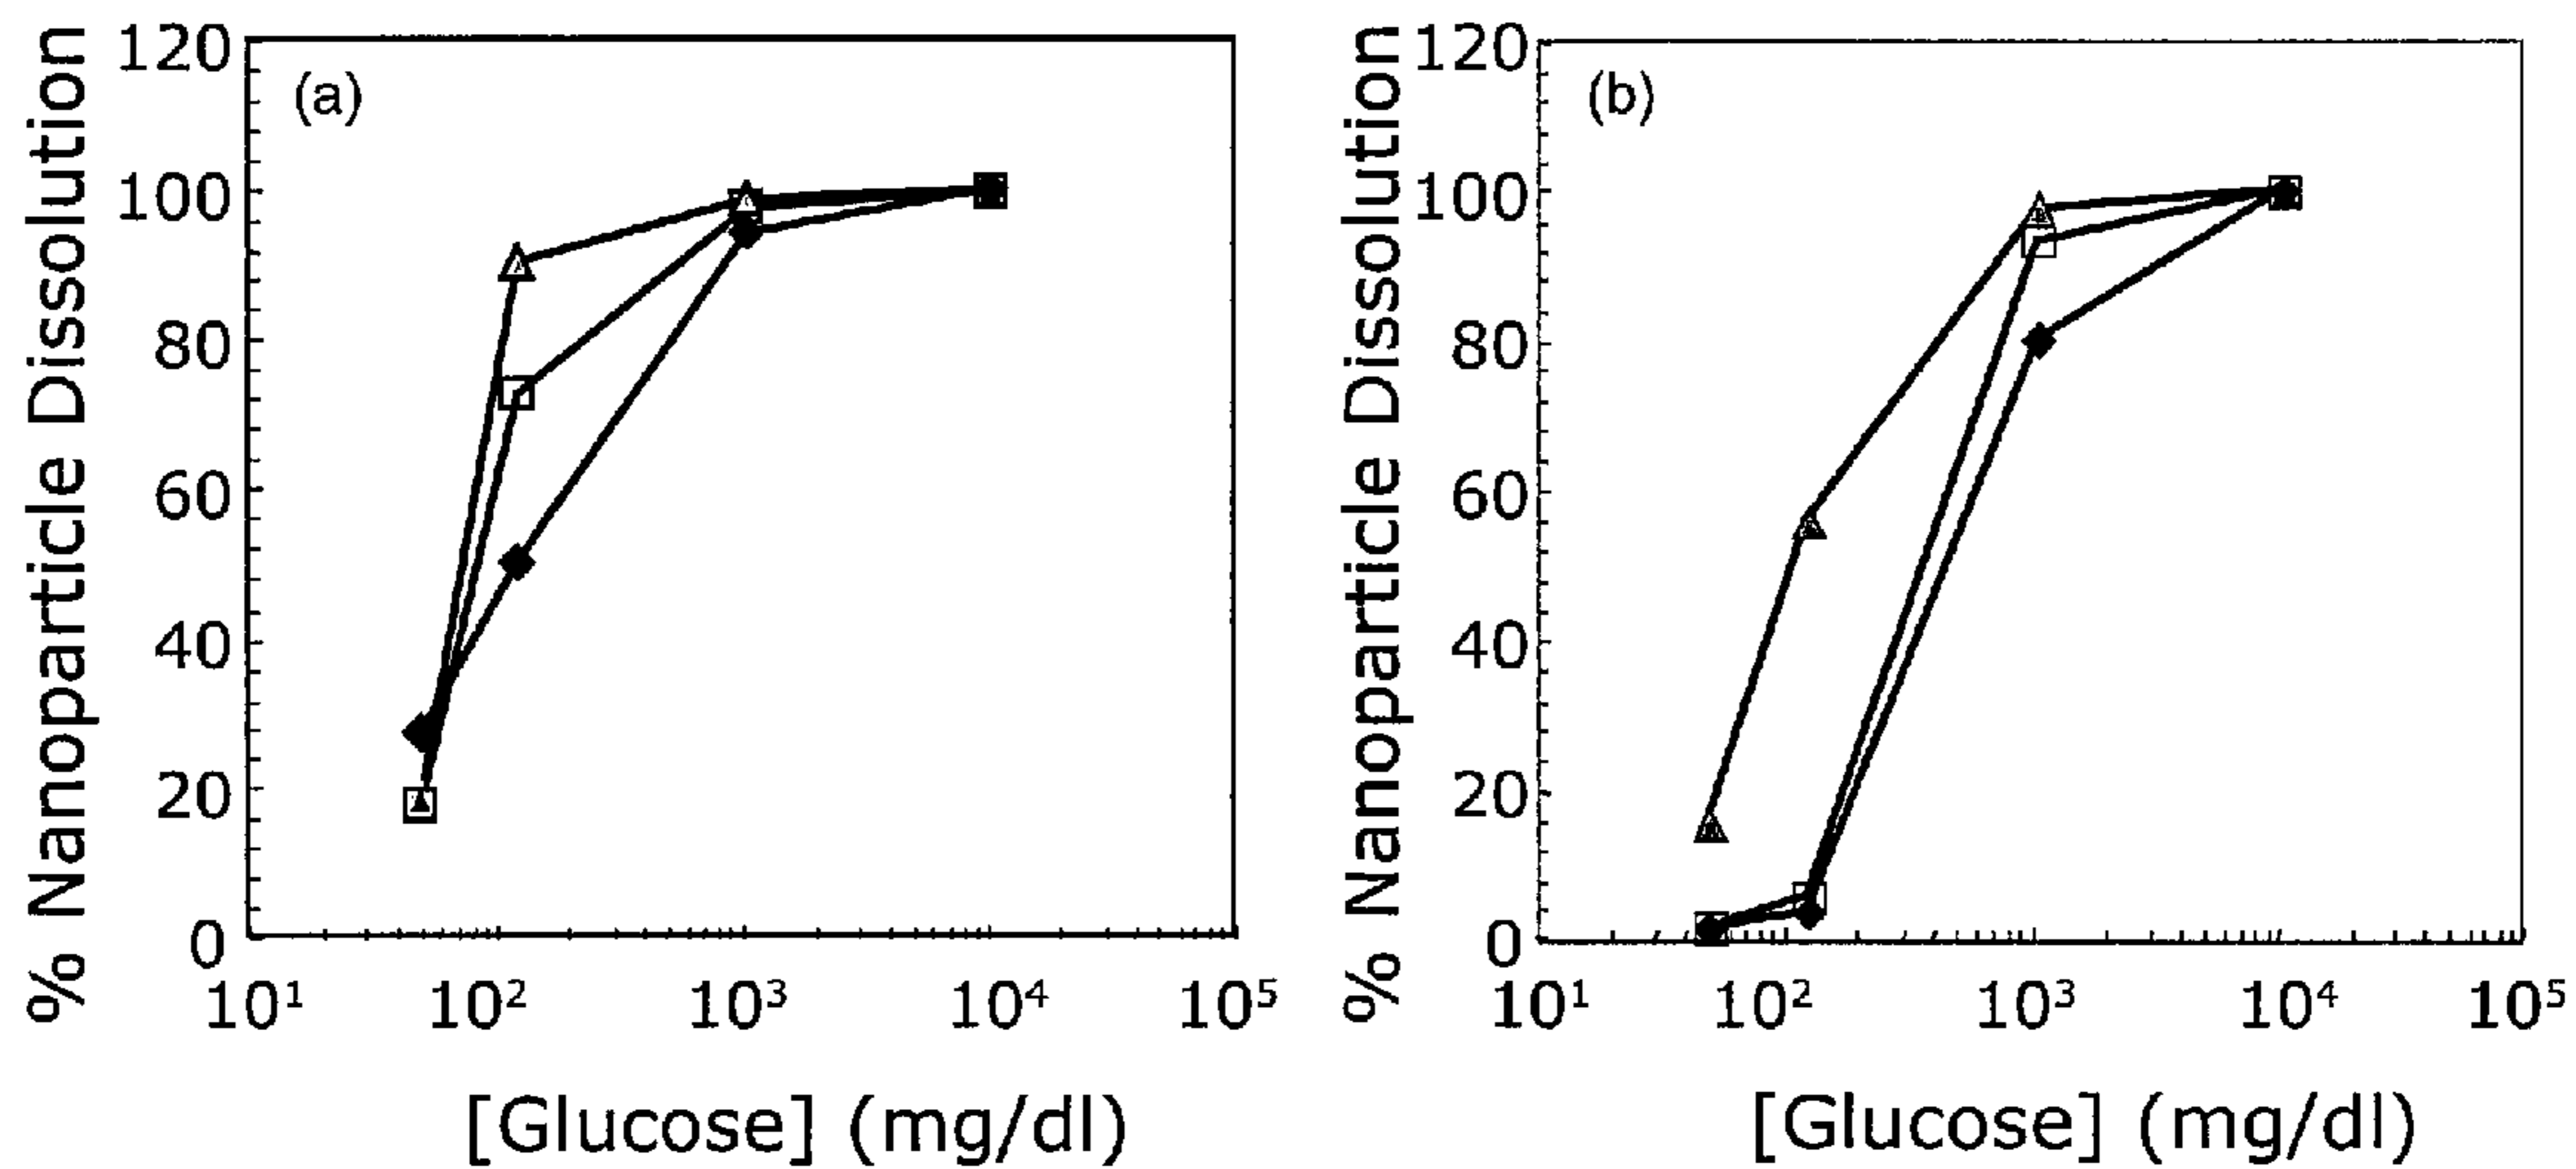 % Nanoparticle Dissolution
120
100
80
60
40
20
0
(a)
10¹ 10² 10³ 10⁴ 10⁵
[Glucose] (mg/dl)
% Nanoparticle Dissolution
120
100
80
60
40
20
0
(b)
10¹ 10² 10³ 10⁴ 10⁵
[Glucose] (mg/dl)